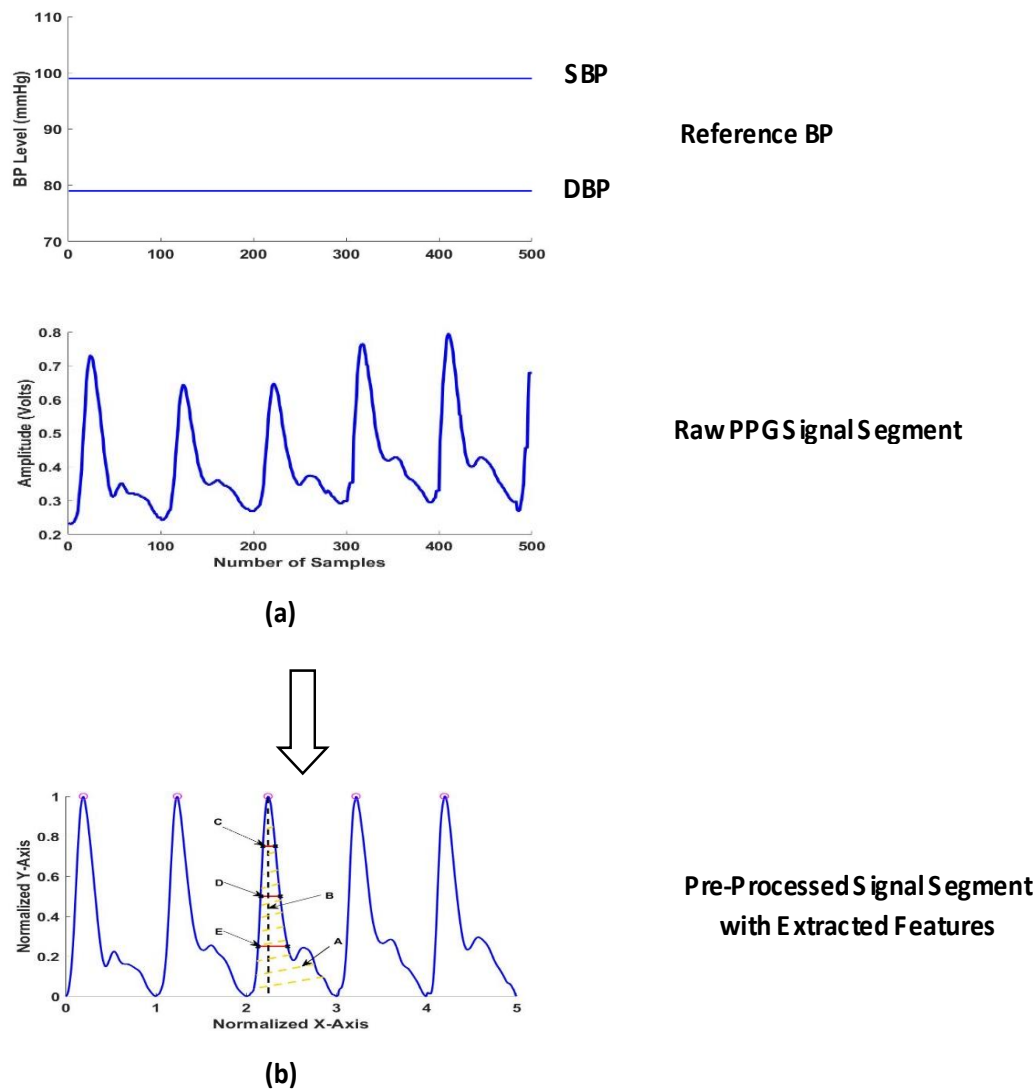 110
100
90
80
70
BP Level (mmHg)
0 100 200 300 400 500
SBP
DBP
Reference BP
0.8
0.7
0.6
0.5
0.4
0.3
0.2
Amplitude (Volts)
0 100 200 300 400 500
Number of Samples
Raw PPG Signal Segment
(a)
1
0.8
0.6
0.4
0.2
0
Normalized Y-Axis
C
D
B
E
A
0 1 2 3 4 5
Normalized X-Axis
Pre-Processed Signal Segment
with Extracted Features
(b)